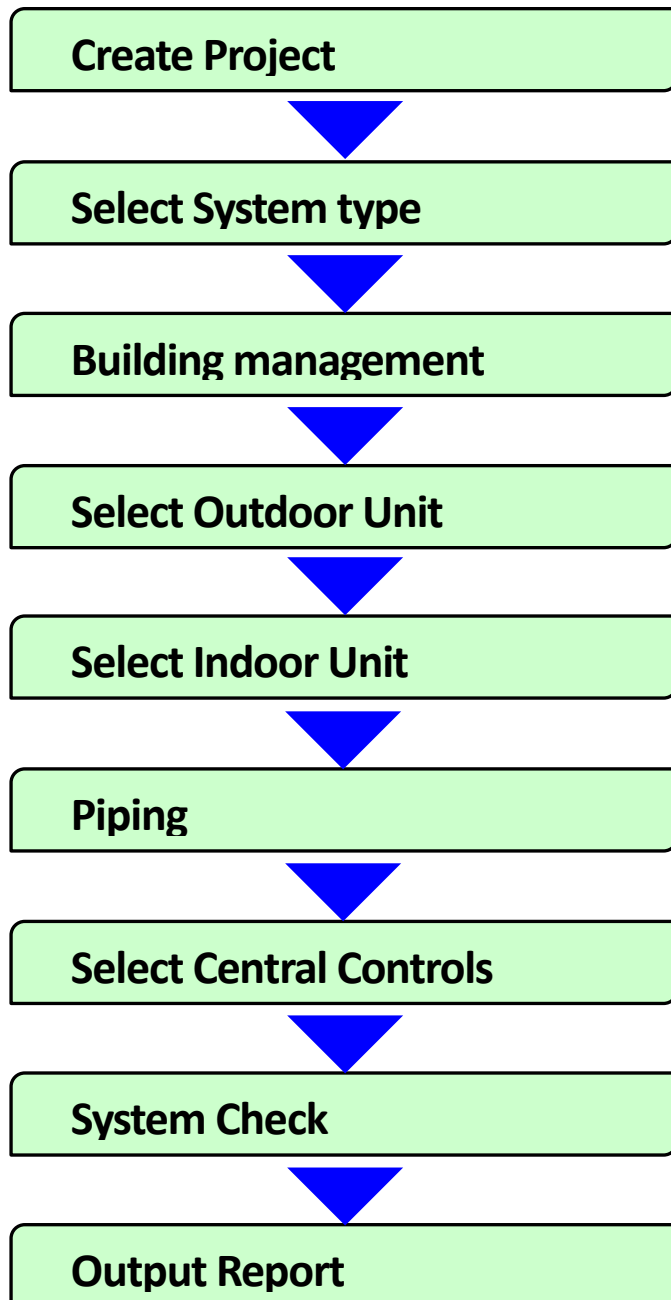 Create Project
Select System type
Building management
Select Outdoor Unit
Select Indoor Unit
Piping
Select Central Controls
System Check
Output Report